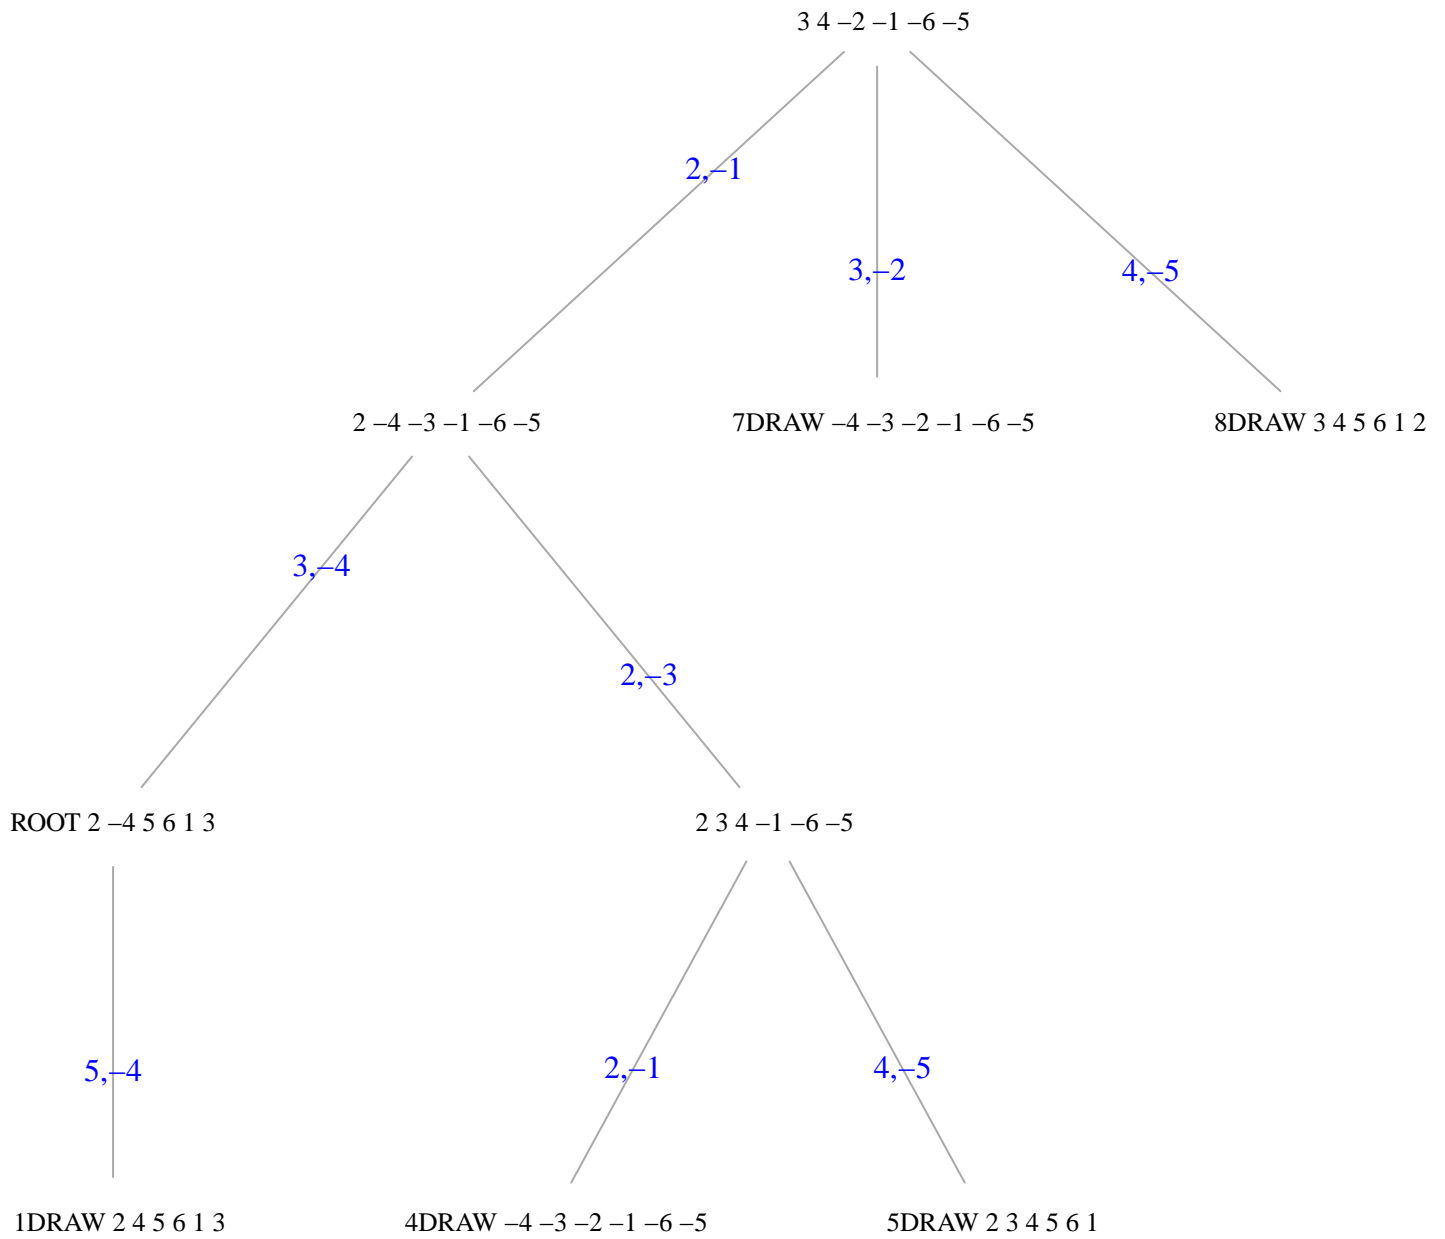 3 4 –2 –1 –6 –5
2,–1
3,–2
4,–5
2 –4 –3 –1 –6 –5
7DRAW –4 –3 –2 –1 –6 –5
8DRAW 3 4 5 6 1 2
3,–4
2,–3
ROOT 2 –4 5 6 1 3
2 3 4 –1 –6 –5
5,–4
2,–1
4,–5
1DRAW 2 4 5 6 1 3
4DRAW –4 –3 –2 –1 –6 –5
5DRAW 2 3 4 5 6 1